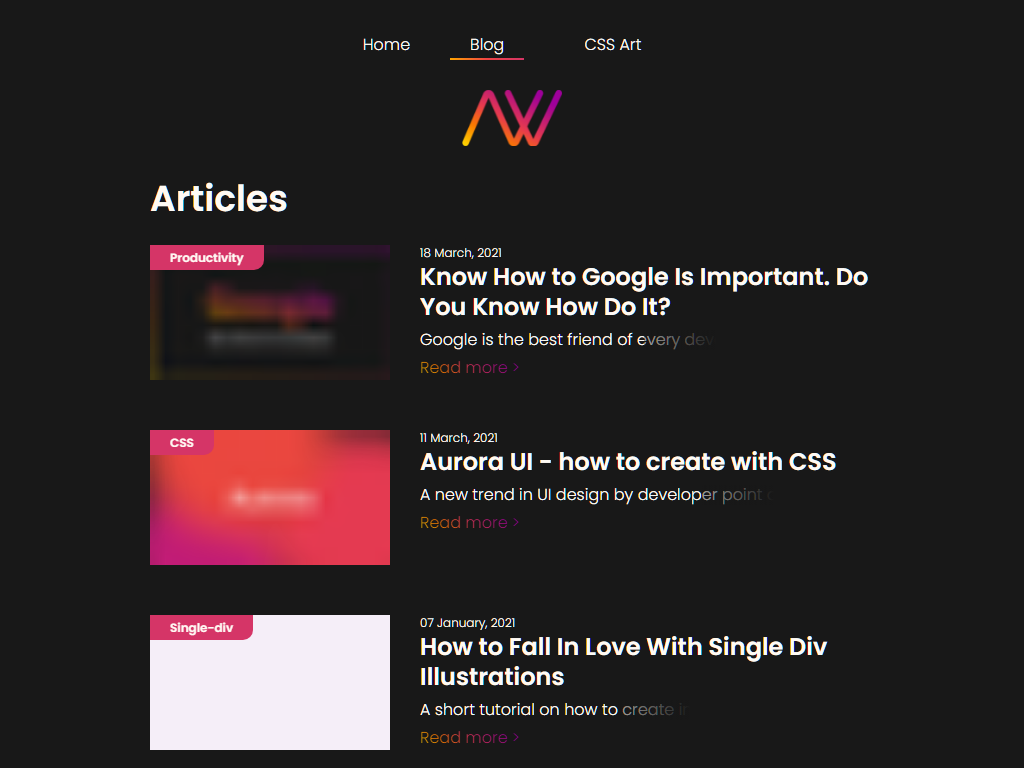 Home Blog CSS Art
Articles
Productivity
18 March, 2021
Know How to Google Is Important. Do
You Know How Do It?
Google is the best friend of every dev
Read more >
CSS
11 March, 2021
Aurora UI - how to create with CSS
A new trend in UI design by developer point
Read more >
Single-div
07 January, 2021
How to Fall In Love With Single Div
Illustrations
A short tutorial on how to create in
Read more >